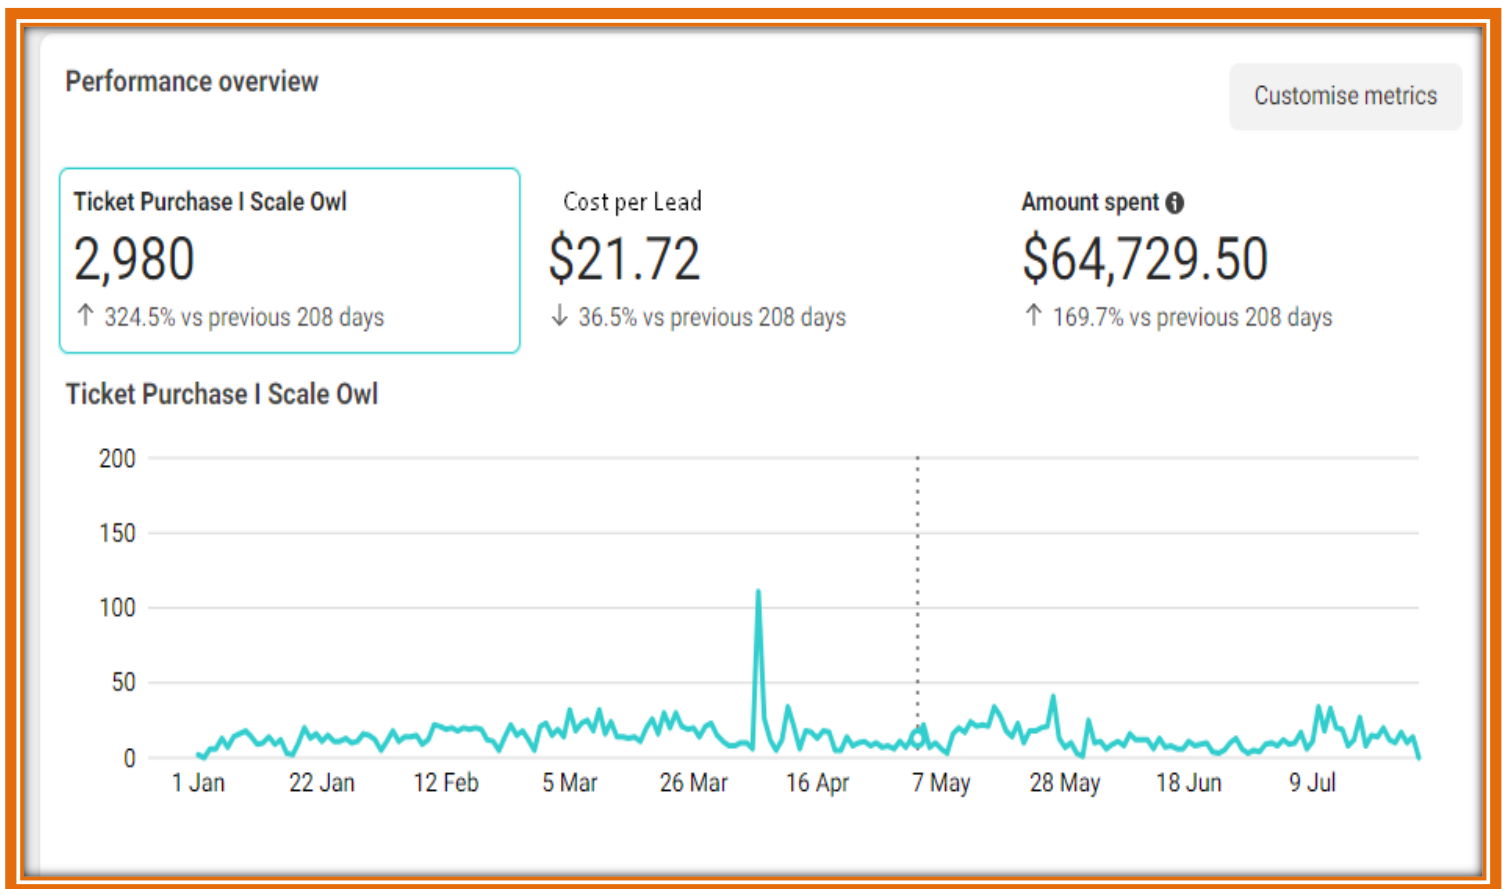 Performance overview
Customise metrics
Ticket Purchase I Scale Owl
Cost per Lead
Amount spent
2,980
$21.72
$64,729.50
↑ 324.5% vs previous 208 days
↓ 36.5% vs previous 208 days
↑ 169.7% vs previous 208 days
Ticket Purchase I Scale Owl
200
150
100
50
0
1 Jan 22 Jan 12 Feb 5 Mar 26 Mar 16 Apr 7 May 28 May 18 Jun 9 Jul